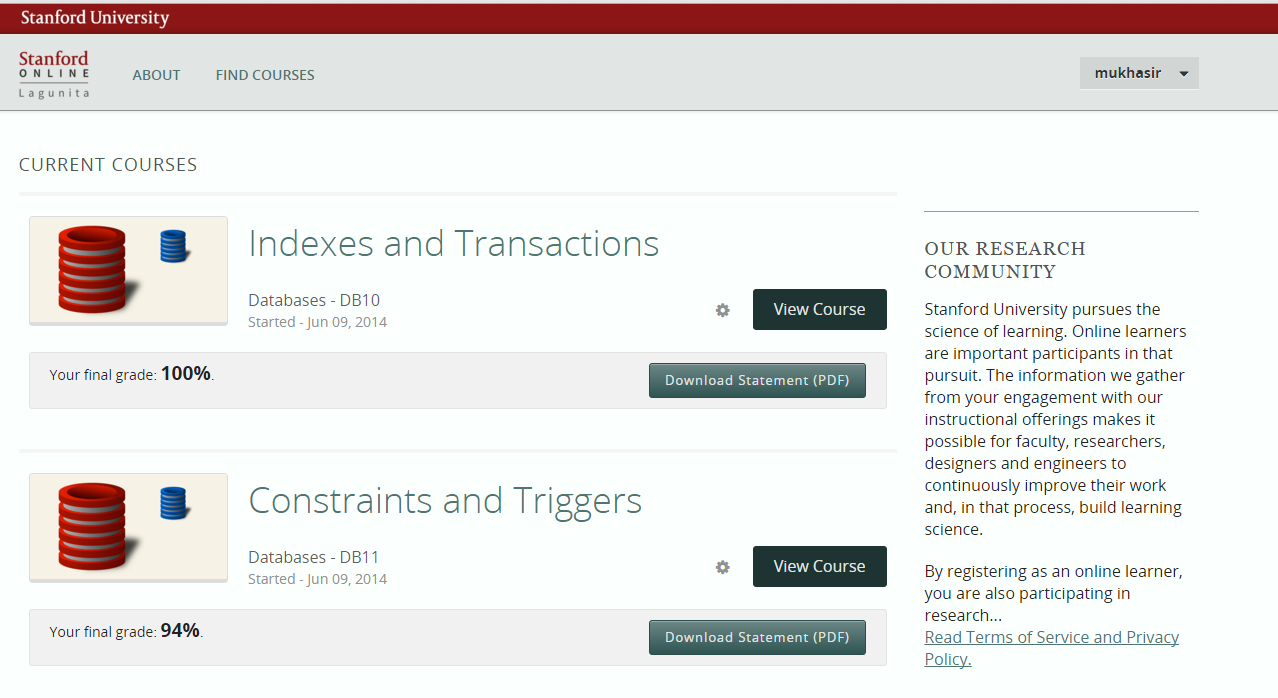 Stanford University
Stanford
ONLINE
Lagunita
ABOUT
FIND COURSES
mukhasir
CURRENT COURSES
Indexes and Transactions
Databases - DB10
Started - Jun 09, 2014
View Course
Your final grade: 100%.
Download Statement (PDF)
Constraints and Triggers
Databases - DB11
Started - Jun 09, 2014
View Course
Your final grade: 94%.
Download Statement (PDF)
OUR RESEARCH
COMMUNITY
Stanford University pursues the
science of learning. Online learners
are important participants in that
pursuit. The information we gather
from your engagement with our
instructional offerings makes it
possible for faculty, researchers,
designers and engineers to
continuously improve their work
and, in that process, build learning
science.
By registering as an online learner,
you are also participating in
research...
Read Terms of Service and Privacy
Policy.